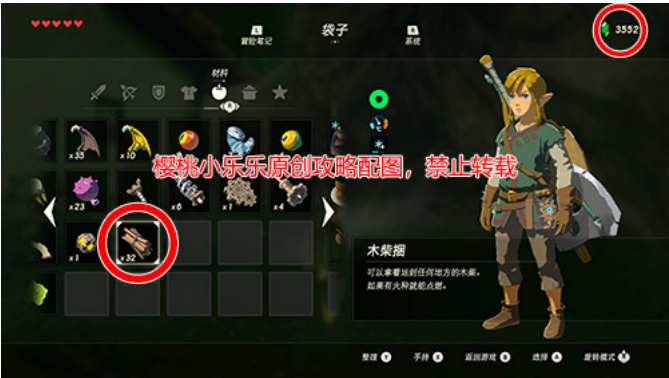 L
R
3552
冒险笔记
袋子
系统
材料
R
x35
x10
樱桃小乐乐原创攻略配图，禁止转载
x23
x6
x1
x4
x1
x32
木柴捆
可以拿着运到任何地方的木柴。
如果有火种就能点燃。
整理 Y
手持 X
返回游戏 B
选择 A
旋转模式 R